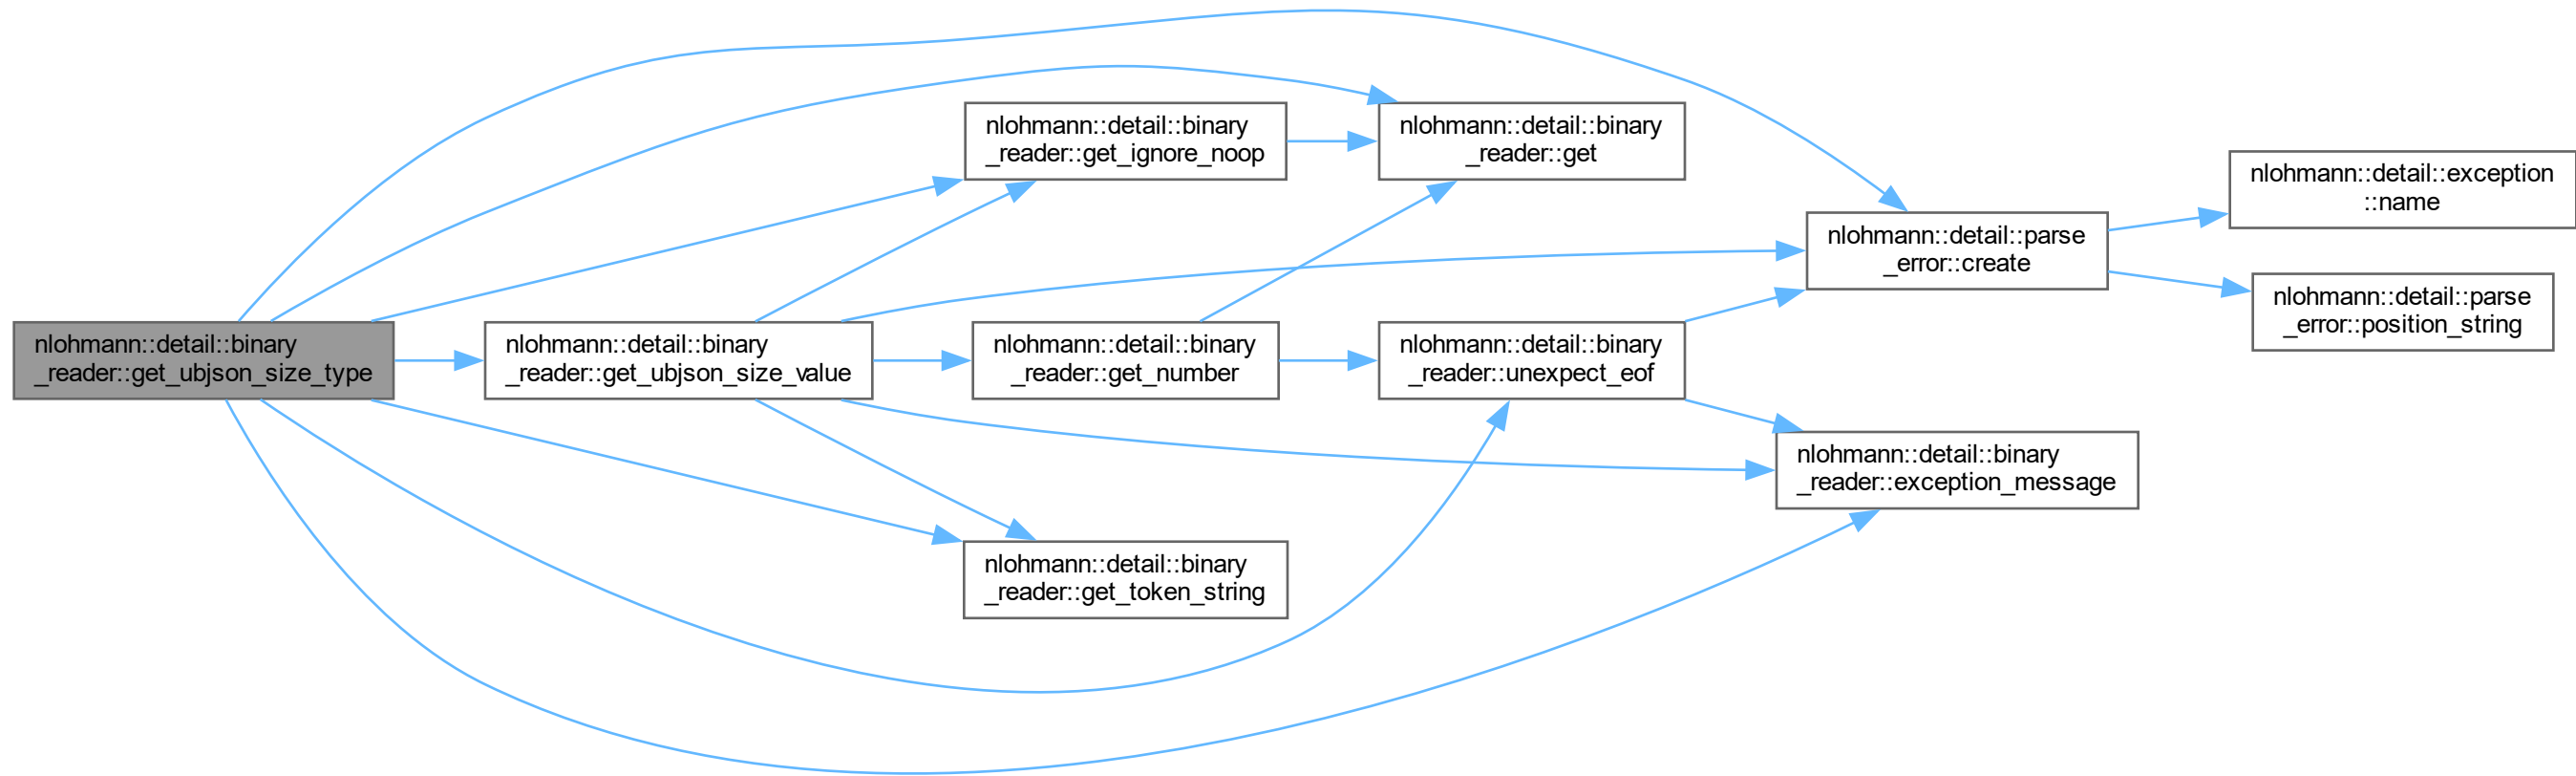 nlohmann::detail::binary
_reader::get_ubjson_size_type
nlohmann::detail::binary
_reader::get_ubjson_size_value
nlohmann::detail::binary
_reader::get_ignore_noop
nlohmann::detail::binary
_reader::get_number
nlohmann::detail::binary
_reader::get_token_string
nlohmann::detail::binary
_reader::get
nlohmann::detail::binary
_reader::unexpect_eof
nlohmann::detail::parse
_error::create
nlohmann::detail::binary
_reader::exception_message
nlohmann::detail::exception
::name
nlohmann::detail::parse
_error::position_string